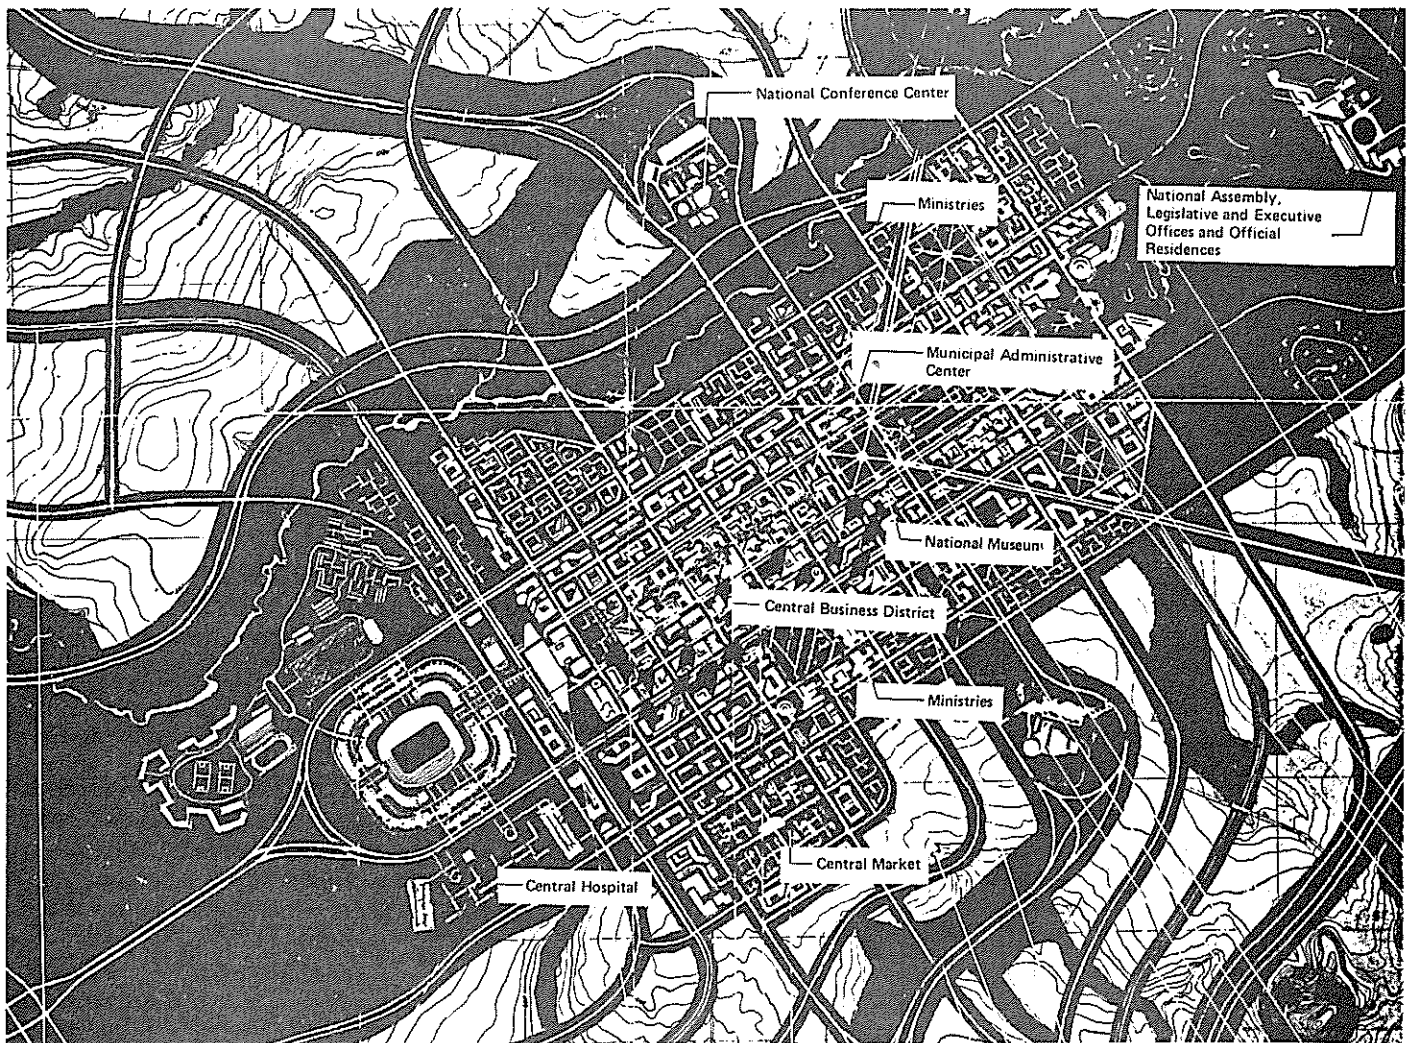 National Conference Center
Ministries
National Assembly,
Legislative and Executive
Offices and Official
Residences
Municipal Administrative
Center
National Museum
Central Business District
Ministries
Central Market
Central Hospital